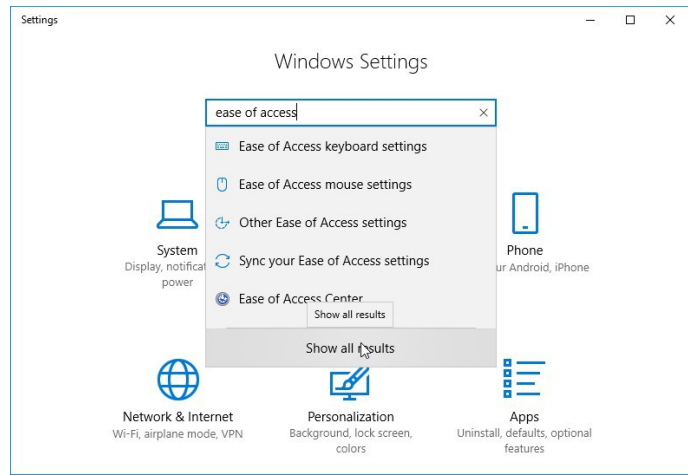 Settings
Windows Settings
ease of access
Ease of Access keyboard settings
Ease of Access mouse settings
Other Ease of Access settings
Sync your Ease of Access settings
Ease of Access Center
Show all results
Show all results
System
Display, notificat
power
Phone
ur Android, iPhone
Network & Internet
Wi-Fi, airplane mode, VPN
Personalization
Background, lock screen,
colors
Apps
Uninstall, defaults, optional
features